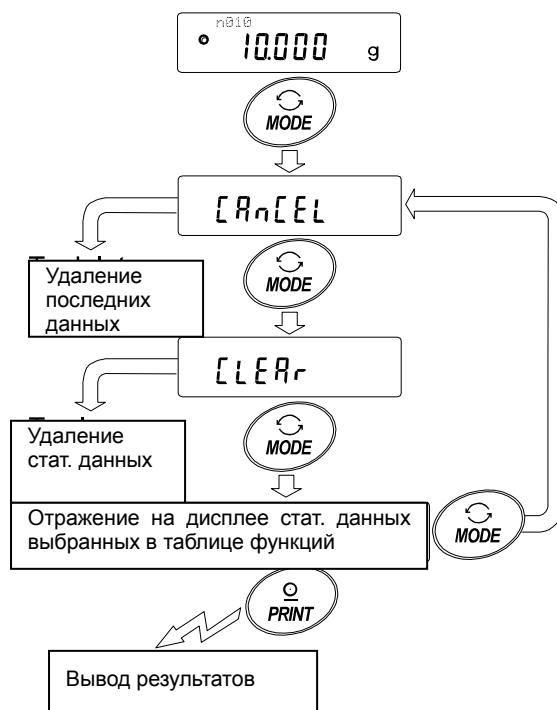 n010
10.000 g
MODE
CAnCEL
Удаление
последних
данных
MODE
CLEAr
Удаление
стат. данных
MODE
Отражение на дисплее стат. данных
выбранных в таблице функций
MODE
PRINT
Вывод результатов